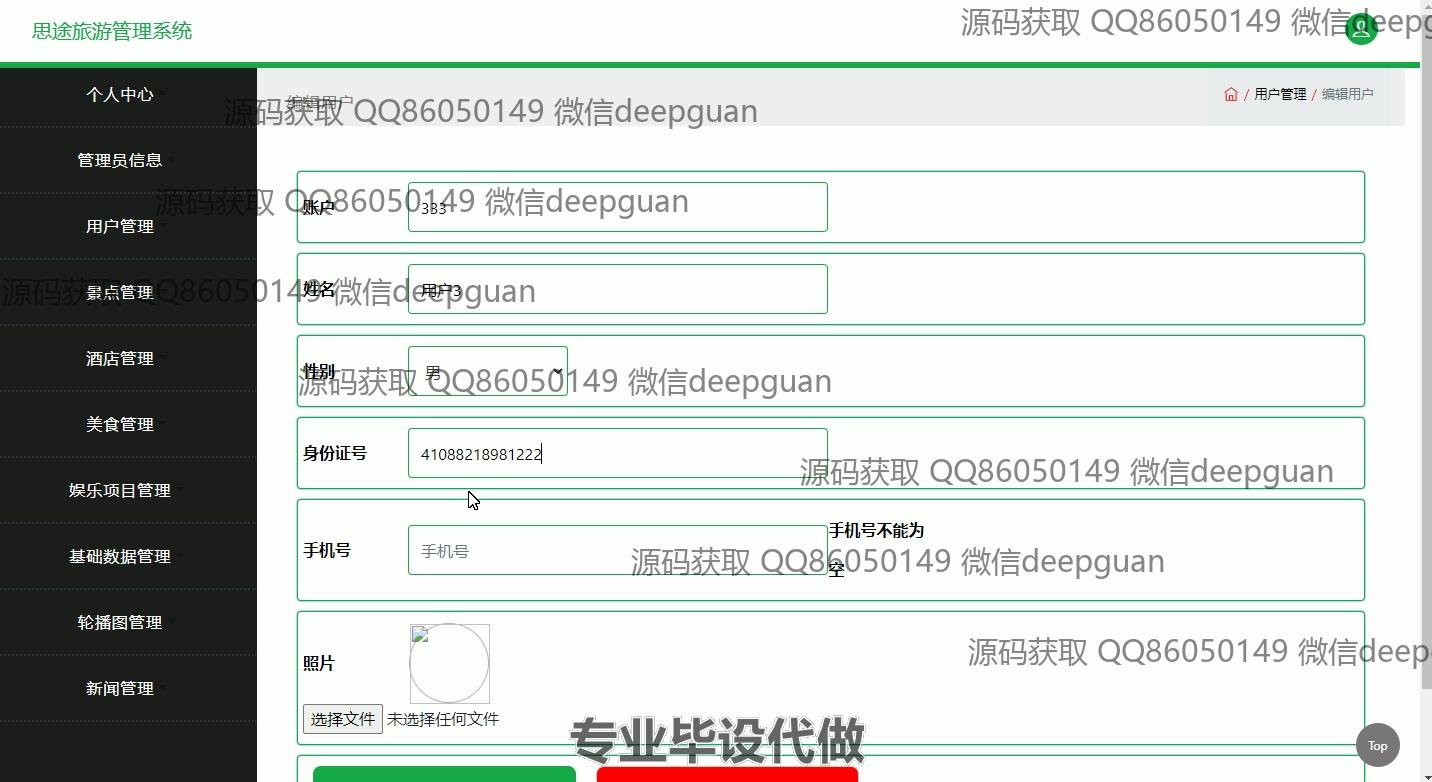 思途旅游管理系统
源码获取 QQ86050149 微信deepg
个人中心
编辑用户
源码获取 QQ86050149 微信deepguan
/ 用户管理 / 编辑用户
管理员信息
源码获取 QQ86050149 微信deepguan
账户
333
用户管理
景点管理
源码获取 QQ86050149 微信deepguan
姓名
用户3
酒店管理
性别
男
源码获取 QQ86050149 微信deepguan
美食管理
身份证号
41088218981222
源码获取 QQ86050149 微信deepguan
娱乐项目管理
手机号
手机号
手机号不能为
空
源码获取 QQ86050149 微信deepguan
基础数据管理
轮播图管理
照片
源码获取 QQ86050149 微信deep
新闻管理
选择文件 未选择任何文件
专业毕设代做
Top